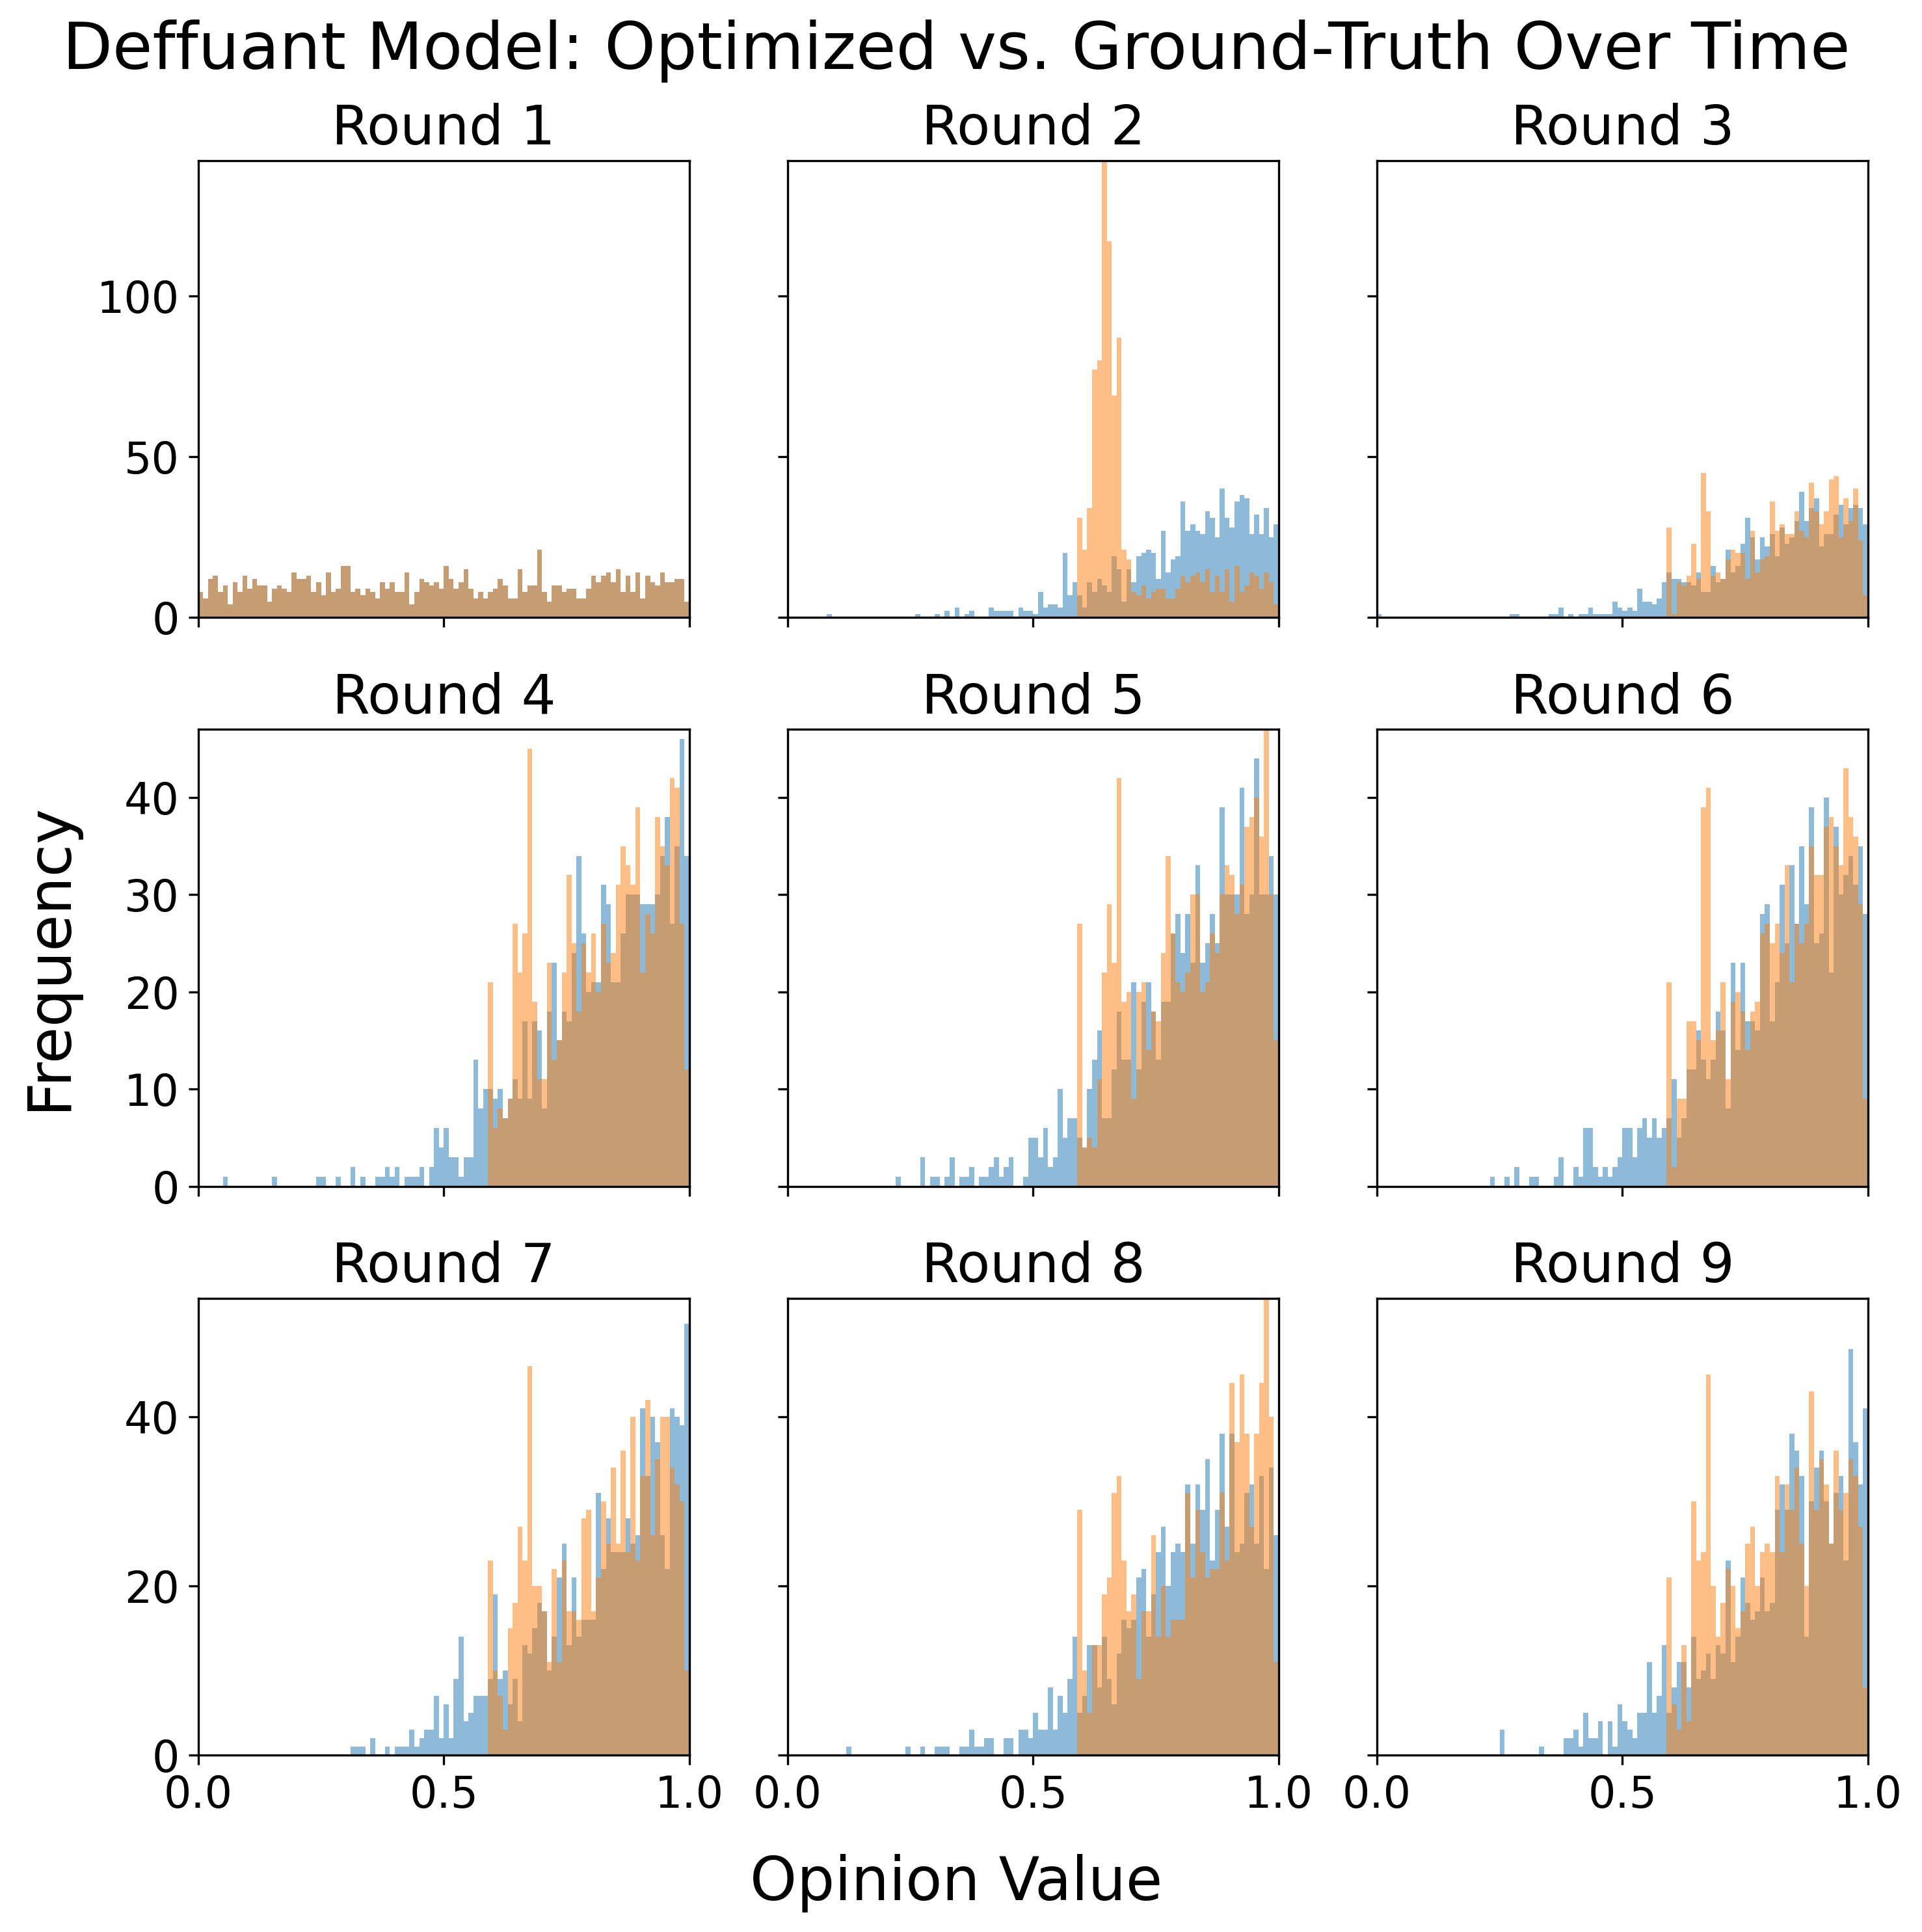 Deffuant Model: Optimized vs. Ground-Truth Over Time
Round 1
Round 2
Round 3
100
50
0
Round 4
Round 5
Round 6
40
30
20
10
0
Frequency
Round 7
Round 8
Round 9
40
20
0
0.0 0.5 1.0 0.0 0.5 1.0 0.0 0.5 1.0
Opinion Value